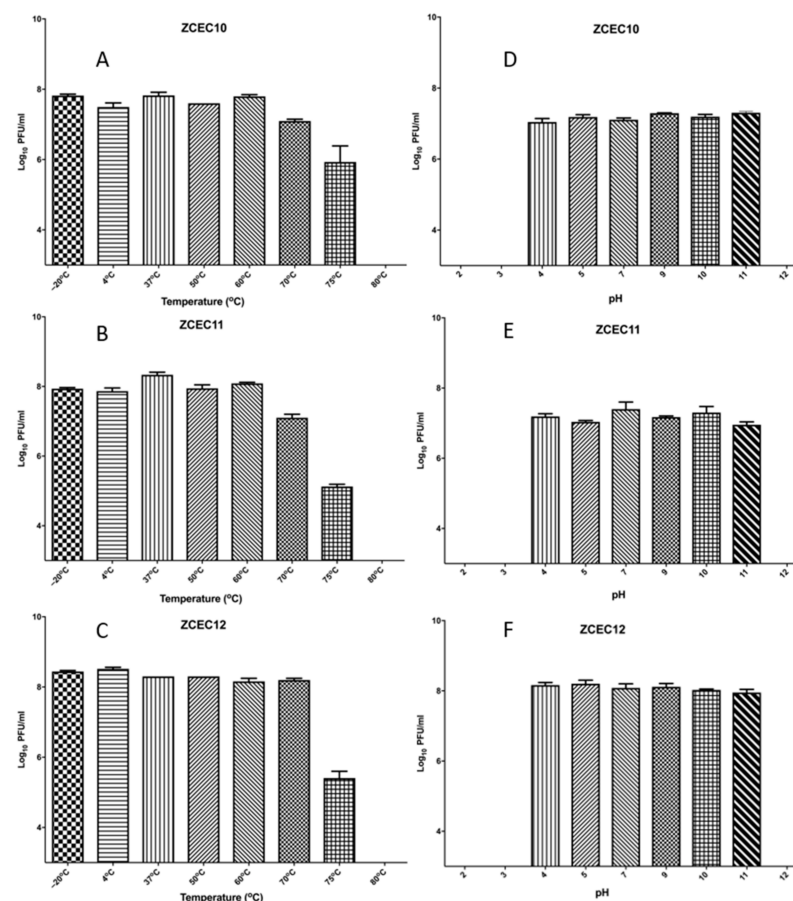 ZCEC10
A
10
8
6
4
Log10 PFU/ml
–20°C 4°C 37°C 50°C 60°C 70°C 75°C 80°C
Temperature (°C)
ZCEC10
D
10
8
6
4
Log10 PFU/ml
2 3 4 5 7 9 10 11 12
pH
ZCEC11
B
10
8
6
4
Log10 PFU/ml
–20°C 4°C 37°C 50°C 60°C 70°C 75°C 80°C
Temperature (°C)
ZCEC11
E
10
8
6
4
Log10 PFU/ml
2 3 4 5 7 9 10 11 12
pH
ZCEC12
C
10
8
6
4
Log10 PFU/ml
–20°C 4°C 37°C 50°C 60°C 70°C 75°C 80°C
Temperature (°C)
ZCEC12
F
10
8
6
4
Log10 PFU/ml
2 3 4 5 7 9 10 11 12
pH